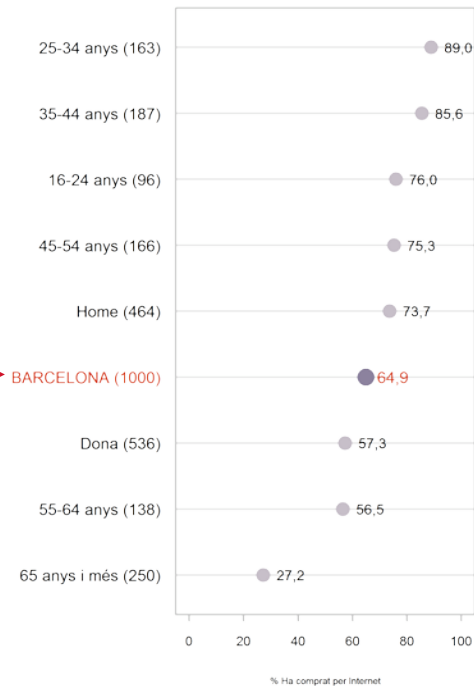 25-34 anys (163) 89,0
35-44 anys (187) 85,6
16-24 anys (96) 76,0
45-54 anys (166) 75,3
Home (464) 73,7
BARCELONA (1000) 64,9
Dona (536) 57,3
55-64 anys (138) 56,5
65 anys i més (250) 27,2
0 20 40 60 80 100
% Ha comprat per Internet